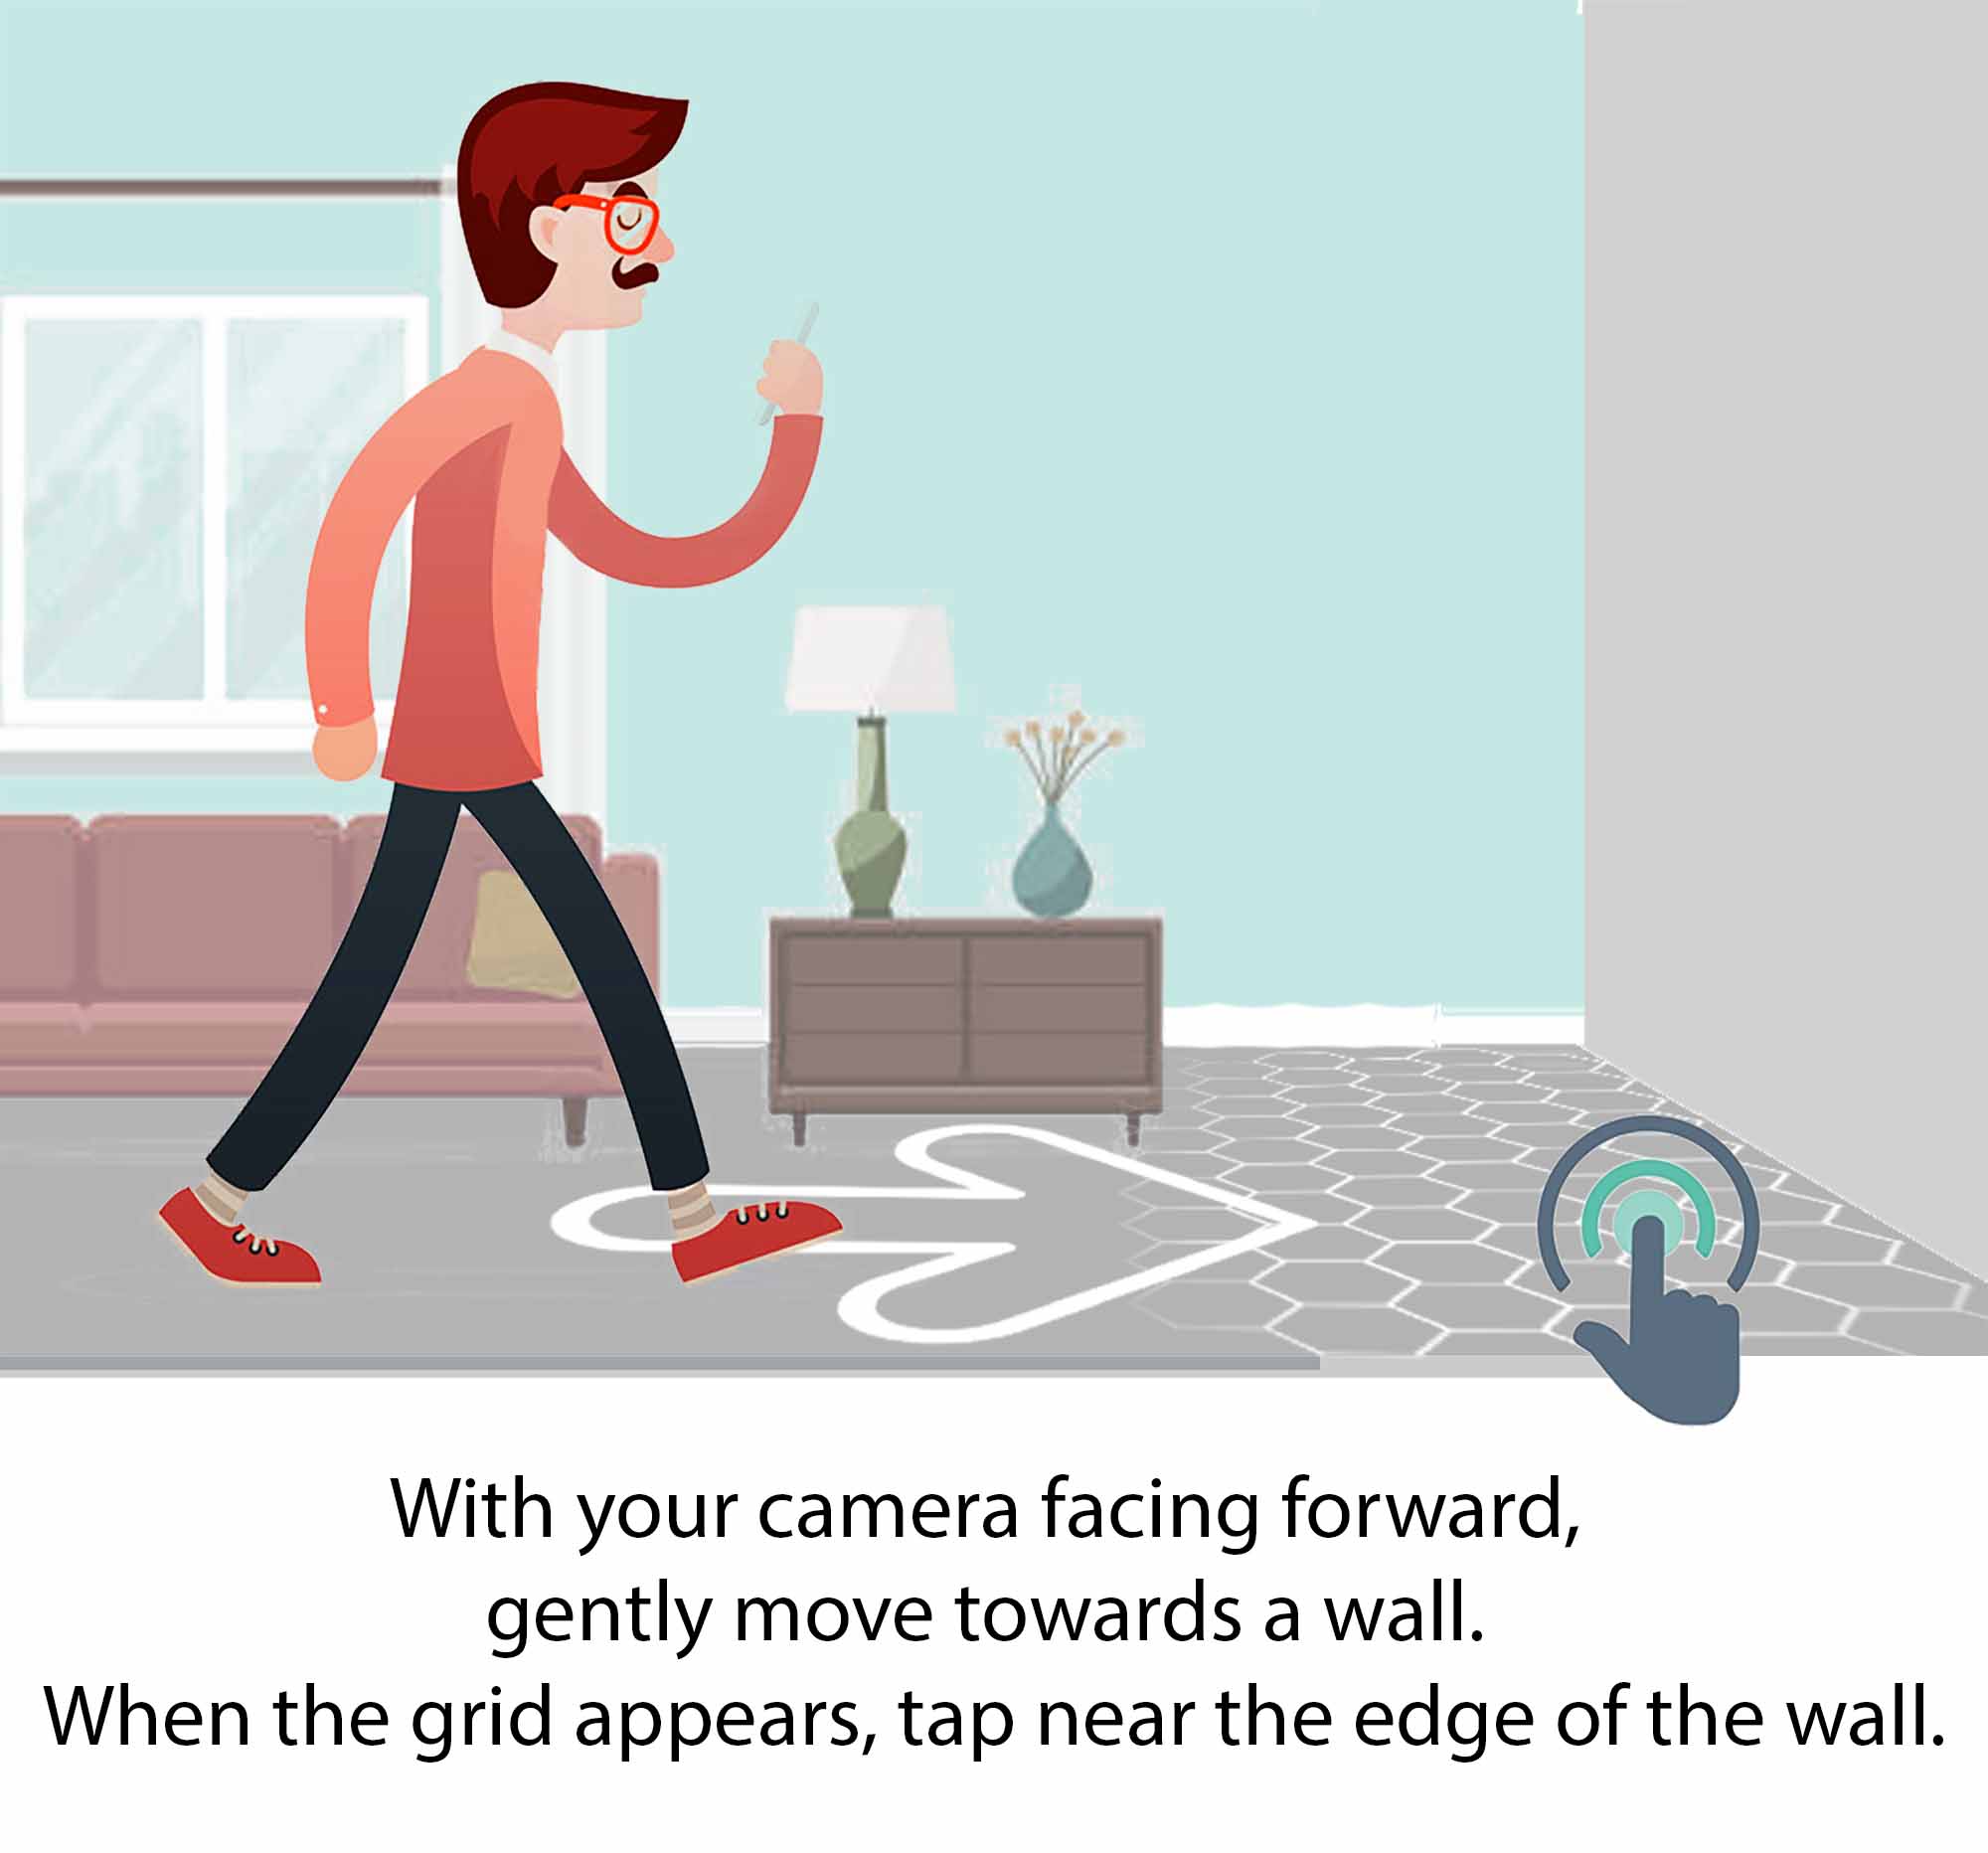 With your camera facing forward,
gently move towards a wall.
When the grid appears, tap near the edge of the wall.